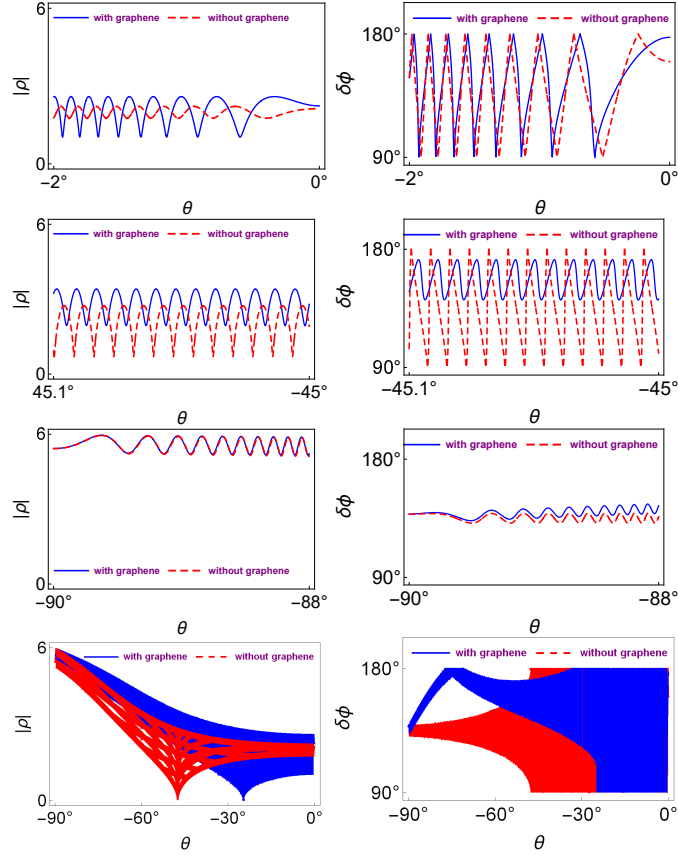 6
with graphene
without graphene
|ρ|
0
−2°
0°
θ
180°
with graphene
without graphene
δϕ
90°
−2°
0°
θ
6
with graphene
without graphene
|ρ|
0
45.1°
−45°
θ
180°
with graphene
without graphene
δϕ
90°
−45.1°
−45°
θ
6
|ρ|
with graphene
without graphene
0
−90°
−88°
θ
with graphene
without graphene
180°
δϕ
90°
−90°
−88°
θ
6
with graphene
without graphene
|ρ|
0
−90°
−60°
−30°
0°
θ
with graphene
without graphene
180°
δϕ
90°
−90°
−60°
−30°
0°
θ